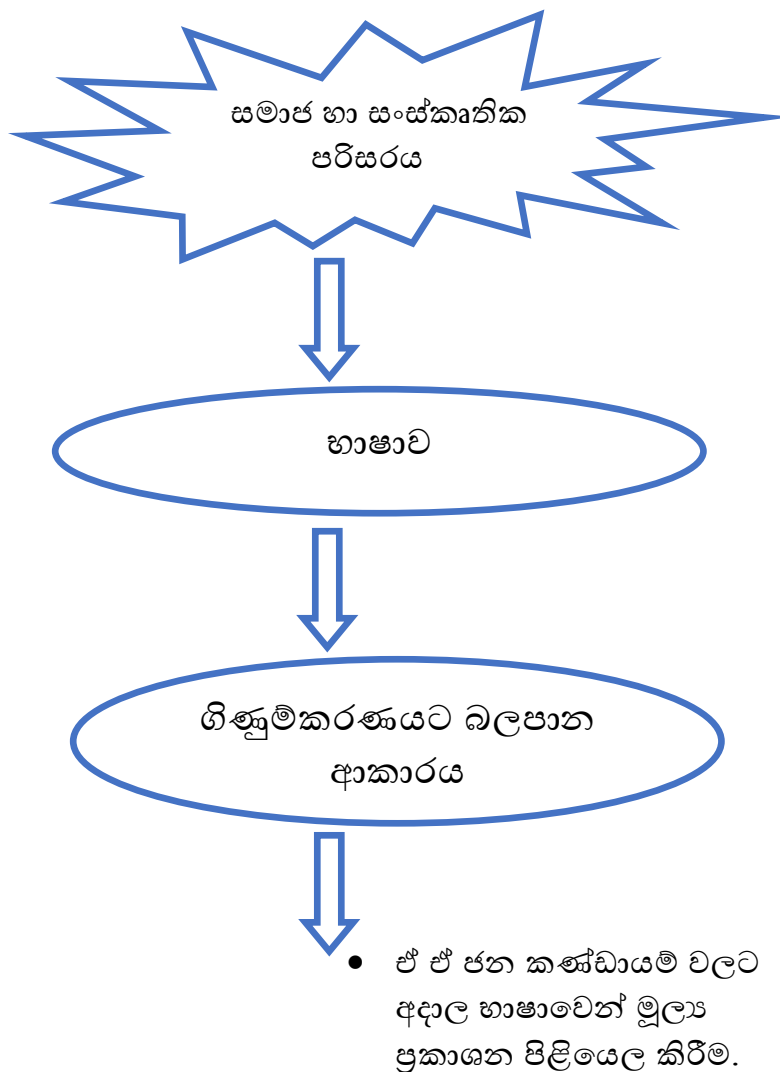 සමාජ හා සංස්කෘතික
පරිසරය
භාෂාව
ගිණුම්කරණයට බලපාන
ආකාරය
• ඒ ඒ ජන කණ්ඩායම් වලට
අදාල භාෂාවෙන් මූල්‍ය
ප්‍රකාශන පිළියෙල කිරීම.